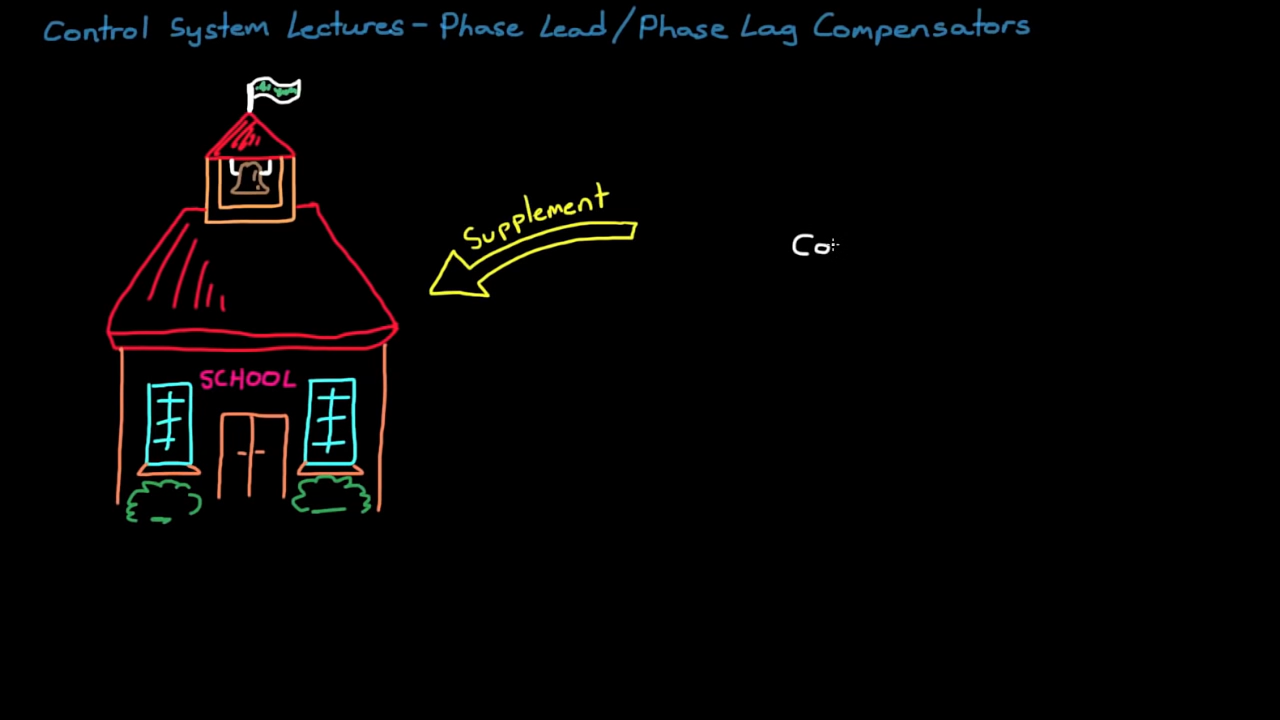 Control System Lectures - Phase Lead/Phase Lag Compensators
Supplement
Co
SCHOOL